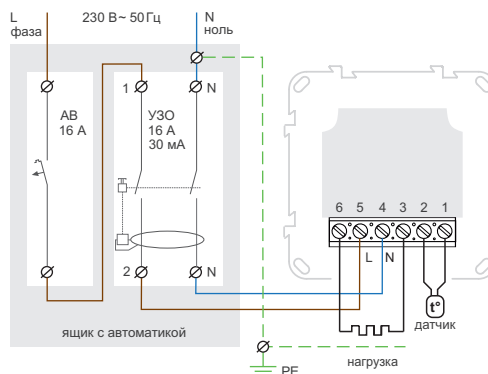 L
фаза
230 В~ 50 Гц
N
ноль
АВ
16 А
1
УЗО
16 А
30 мА
N
2
N
ящик с автоматикой
6 5 4 3 2 1
L N
t°
датчик
нагрузка
PE